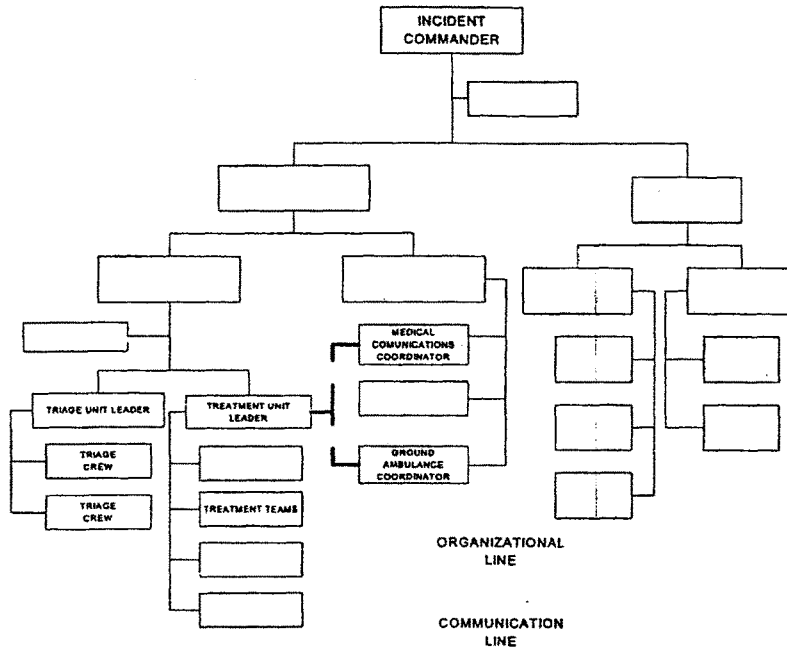 INCIDENT
COMMANDER
MEDICAL
COMUNICATIONS
COORDINATOR
TRIAGE UNIT LEADER
TREATMENT UNIT
LEADER
GROUND
AMBULANCE
COORDINATOR
TRIAGE
CREW
TREATMENT TEAMS
TRIAGE
CREW
ORGANIZATIONAL
LINE
COMMUNICATION
LINE